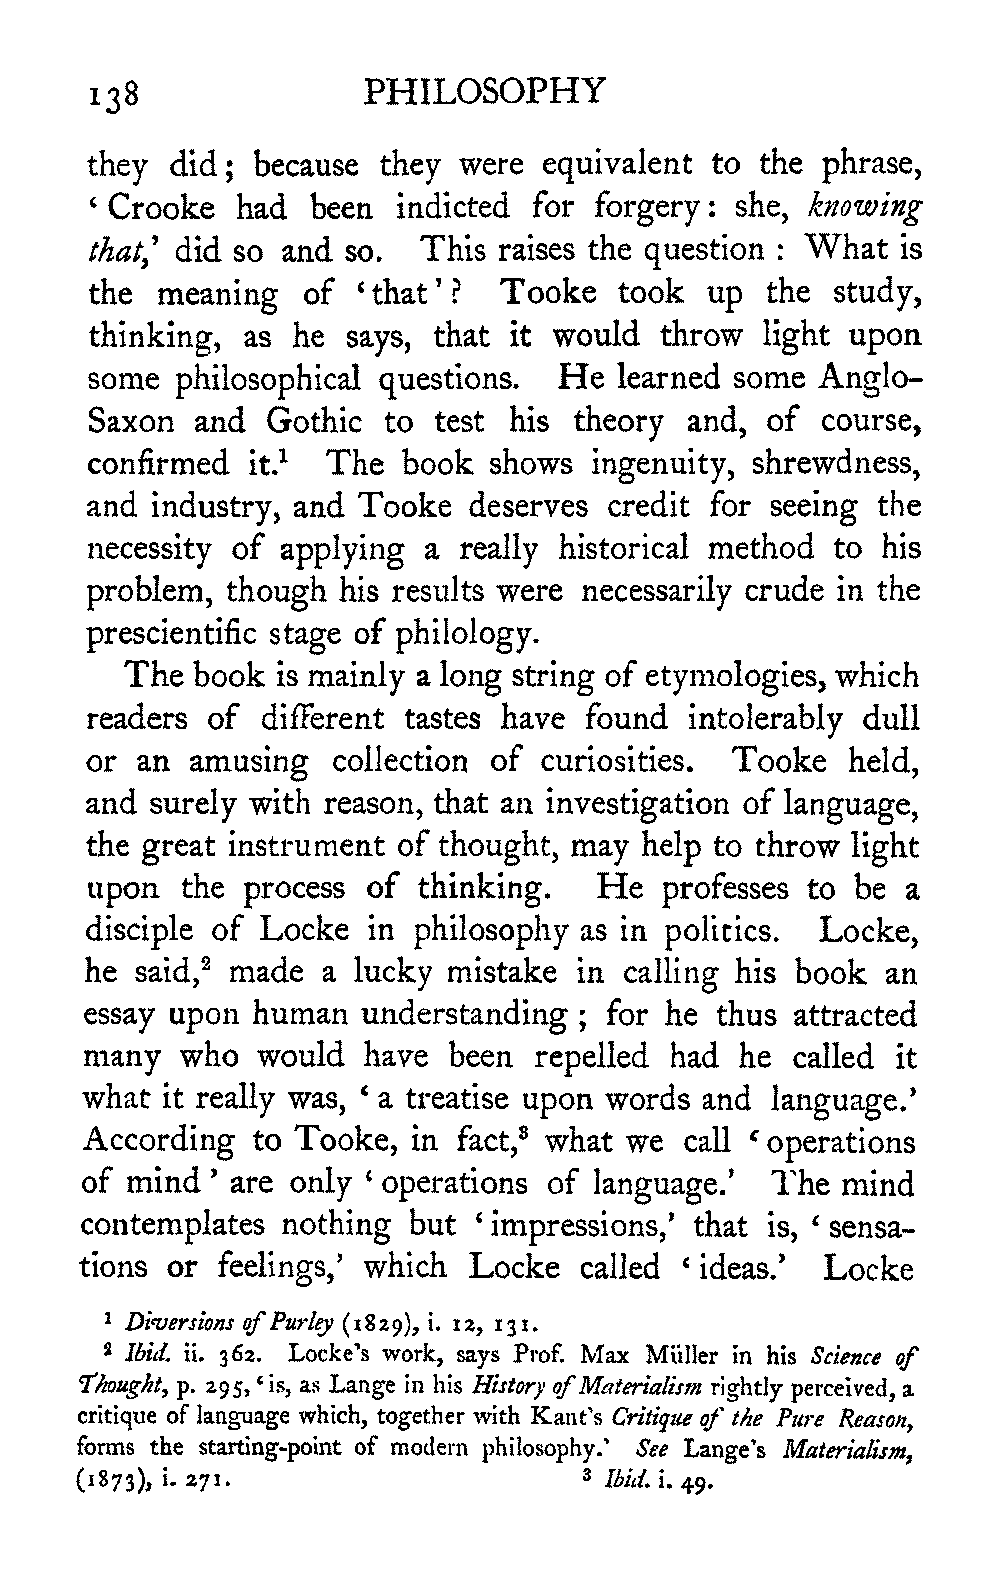 138 PHILOSOPHY
they did; because they were equivalent to the phrase,
‘Crooke had been indicted for forgery: she, knowing
that,’ did so and so. This raises the question : What is
the meaning of ‘that’? Tooke took up the study,
thinking, as he says, that it would throw light upon
some philosophical questions. He learned some Anglo-
Saxon and Gothic to test his theory and, of course,
confirmed it.¹ The book shows ingenuity, shrewdness,
and industry, and Tooke deserves credit for seeing the
necessity of applying a really historical method to his
problem, though his results were necessarily crude in the
prescientific stage of philology.
The book is mainly a long string of etymologies, which
readers of different tastes have found intolerably dull
or an amusing collection of curiosities. Tooke held,
and surely with reason, that an investigation of language,
the great instrument of thought, may help to throw light
upon the process of thinking. He professes to be a
disciple of Locke in philosophy as in politics. Locke,
he said,² made a lucky mistake in calling his book an
essay upon human understanding ; for he thus attracted
many who would have been repelled had he called it
what it really was, ‘a treatise upon words and language.’
According to Tooke, in fact,³ what we call ‘operations
of mind’ are only ‘operations of language.’ The mind
contemplates nothing but ‘impressions,’ that is, ‘sensa-
tions or feelings,’ which Locke called ‘ideas.’ Locke
¹ Diversions of Purley (1829), i. 12, 131.
² Ibid. ii. 362. Locke's work, says Prof. Max Müller in his Science of
Thought, p. 295, ‘is, as Lange in his History of Materialism rightly perceived, a
critique of language which, together with Kant's Critique of the Pure Reason,
forms the starting-point of modern philosophy.’ See Lange's Materialism,
(1873), i. 271. ³ Ibid. i. 49.